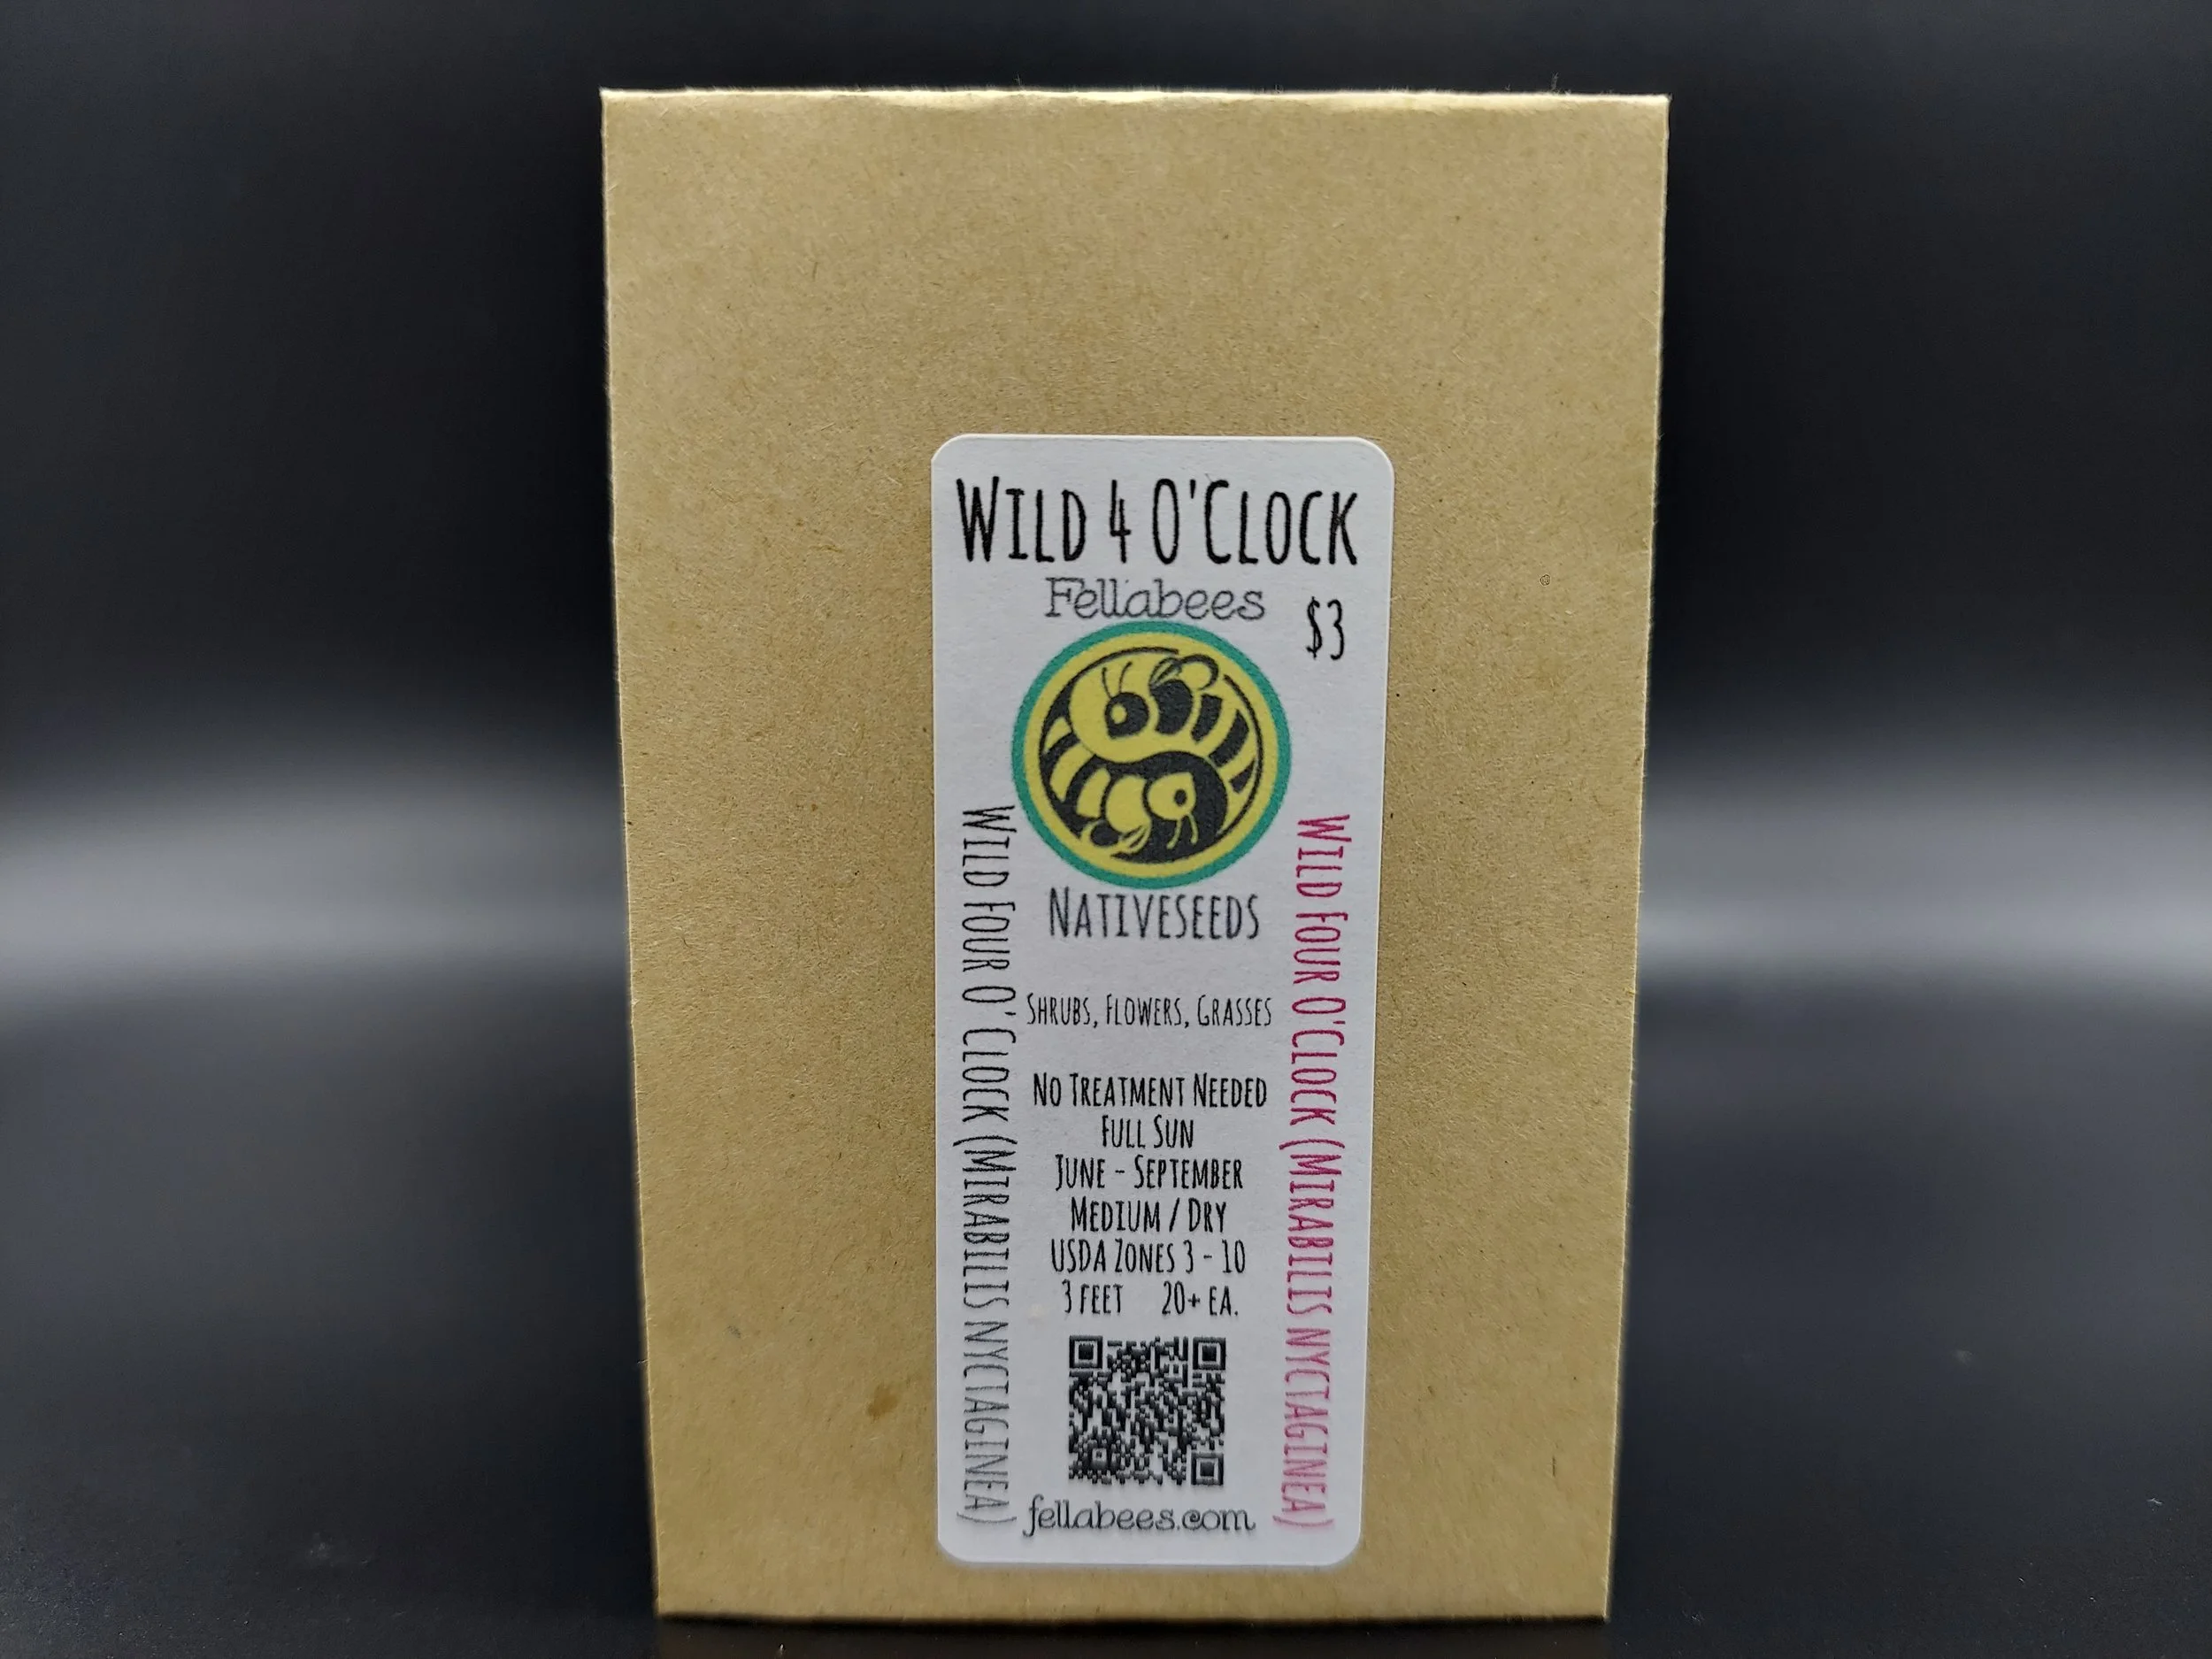 Wild 4 O'Clock
Fellabees
$3
Nativeseeds
Wild Four O'Clock (Mirabilis nyctaginea)
Wild Four O'Clock (Mirabilis nyctaginea)
Shrubs, Flowers, Grasses
No Treatment Needed
Full Sun
June - September
Medium / Dry
USDA Zones 3 - 10
3 feet 20+ ea.
fellabees.com